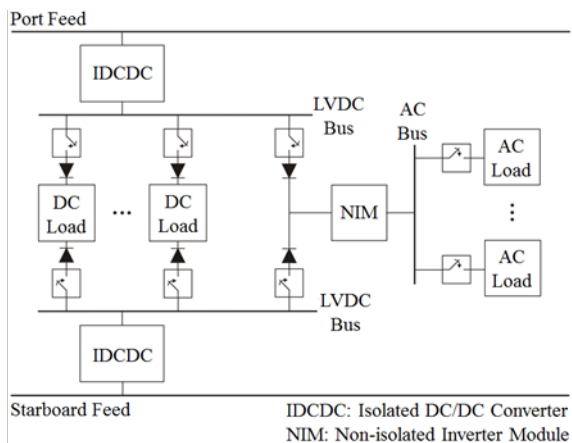 Port Feed
IDCDC
LVDC
Bus
AC
Bus
AC
Load
DC
Load
...
DC
Load
NIM
⋮
AC
Load
LVDC
Bus
IDCDC
Starboard Feed
IDCDC: Isolated DC/DC Converter
NIM: Non-isolated Inverter Module